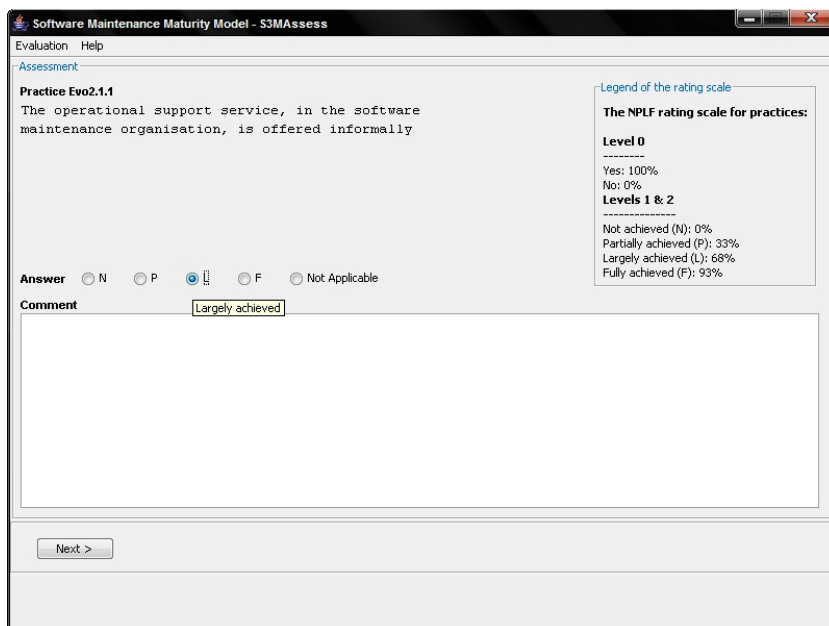 Software Maintenance Maturity Model - S3MAssess
Evaluation Help
Assessment
Practice Evo2.1.1
The operational support service, in the software
maintenance organisation, is offered informally
Legend of the rating scale
The NPLF rating scale for practices:
Level 0
--------
Yes: 100%
No: 0%
Levels 1 & 2
--------------
Not achieved (N): 0%
Partially achieved (P): 33%
Largely achieved (L): 68%
Fully achieved (F): 93%
Answer N P L F Not Applicable
Largely achieved
Comment
Next >